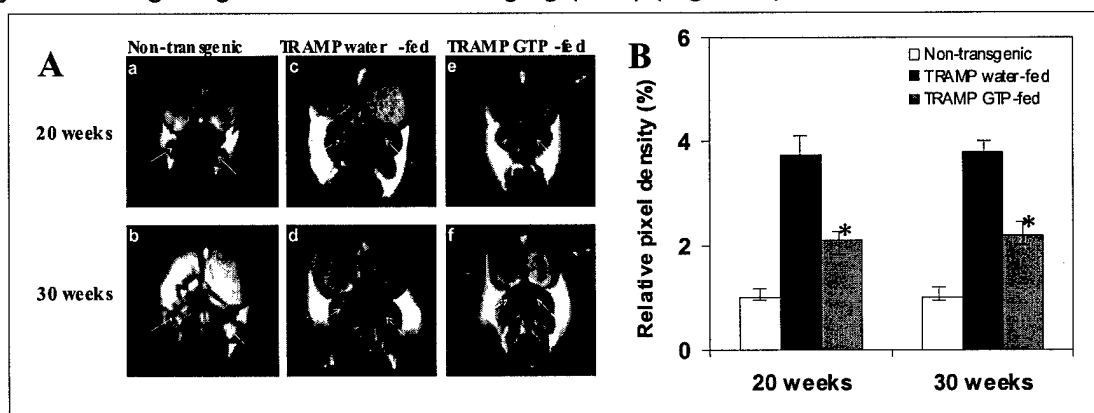 A
Non-transgenic TRAMP water -fed TRAMP GTP -fed
20 weeks
a c e
30 weeks
b d f
B
Relative pixel density (%)
6
4
2
0
Non-transgenic
TRAMP water-fed
TRAMP GTP-fed
*
*
20 weeks 30 weeks